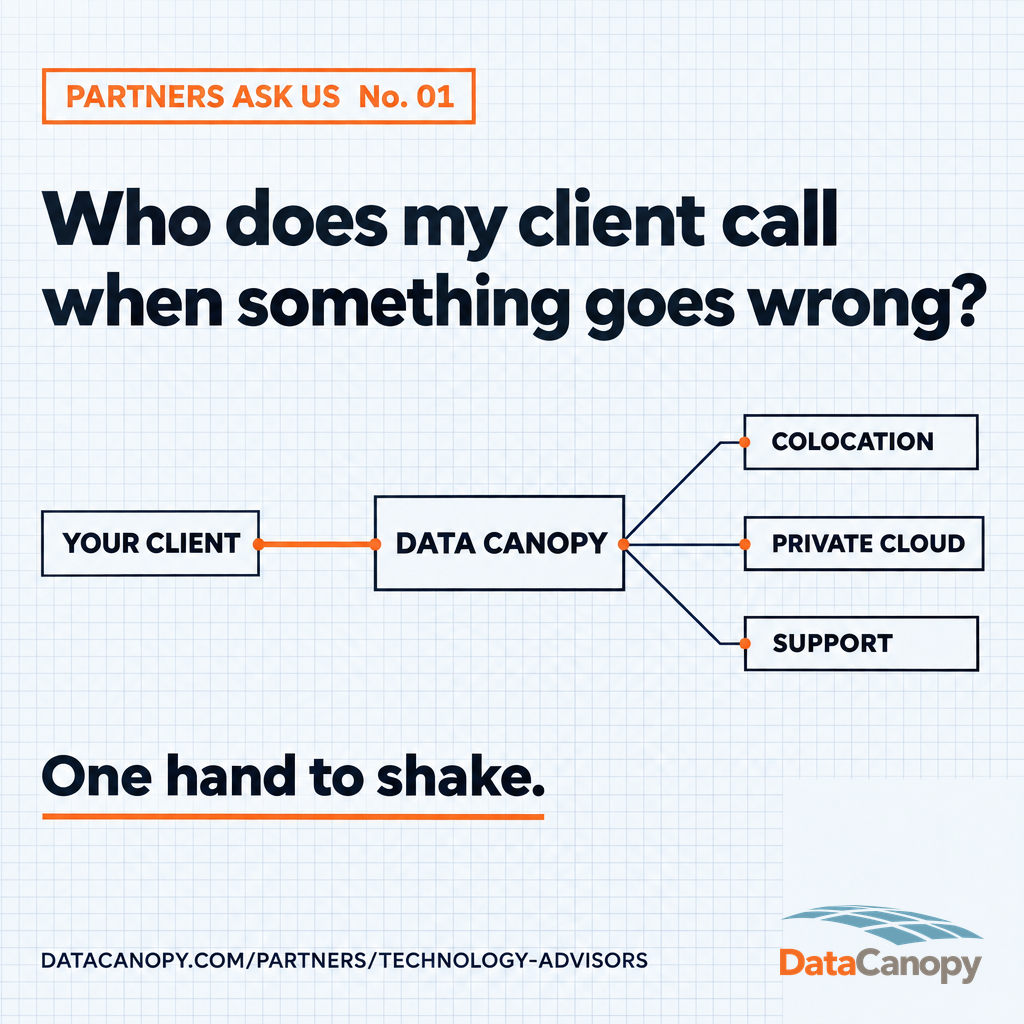 PARTNERS ASK US No. 01
Who does my client call
when something goes wrong?
YOUR CLIENT
DATA CANOPY
COLOCATION
PRIVATE CLOUD
SUPPORT
One hand to shake.
DATACANOPY.COM/PARTNERS/TECHNOLOGY-ADVISORS
DataCanopy